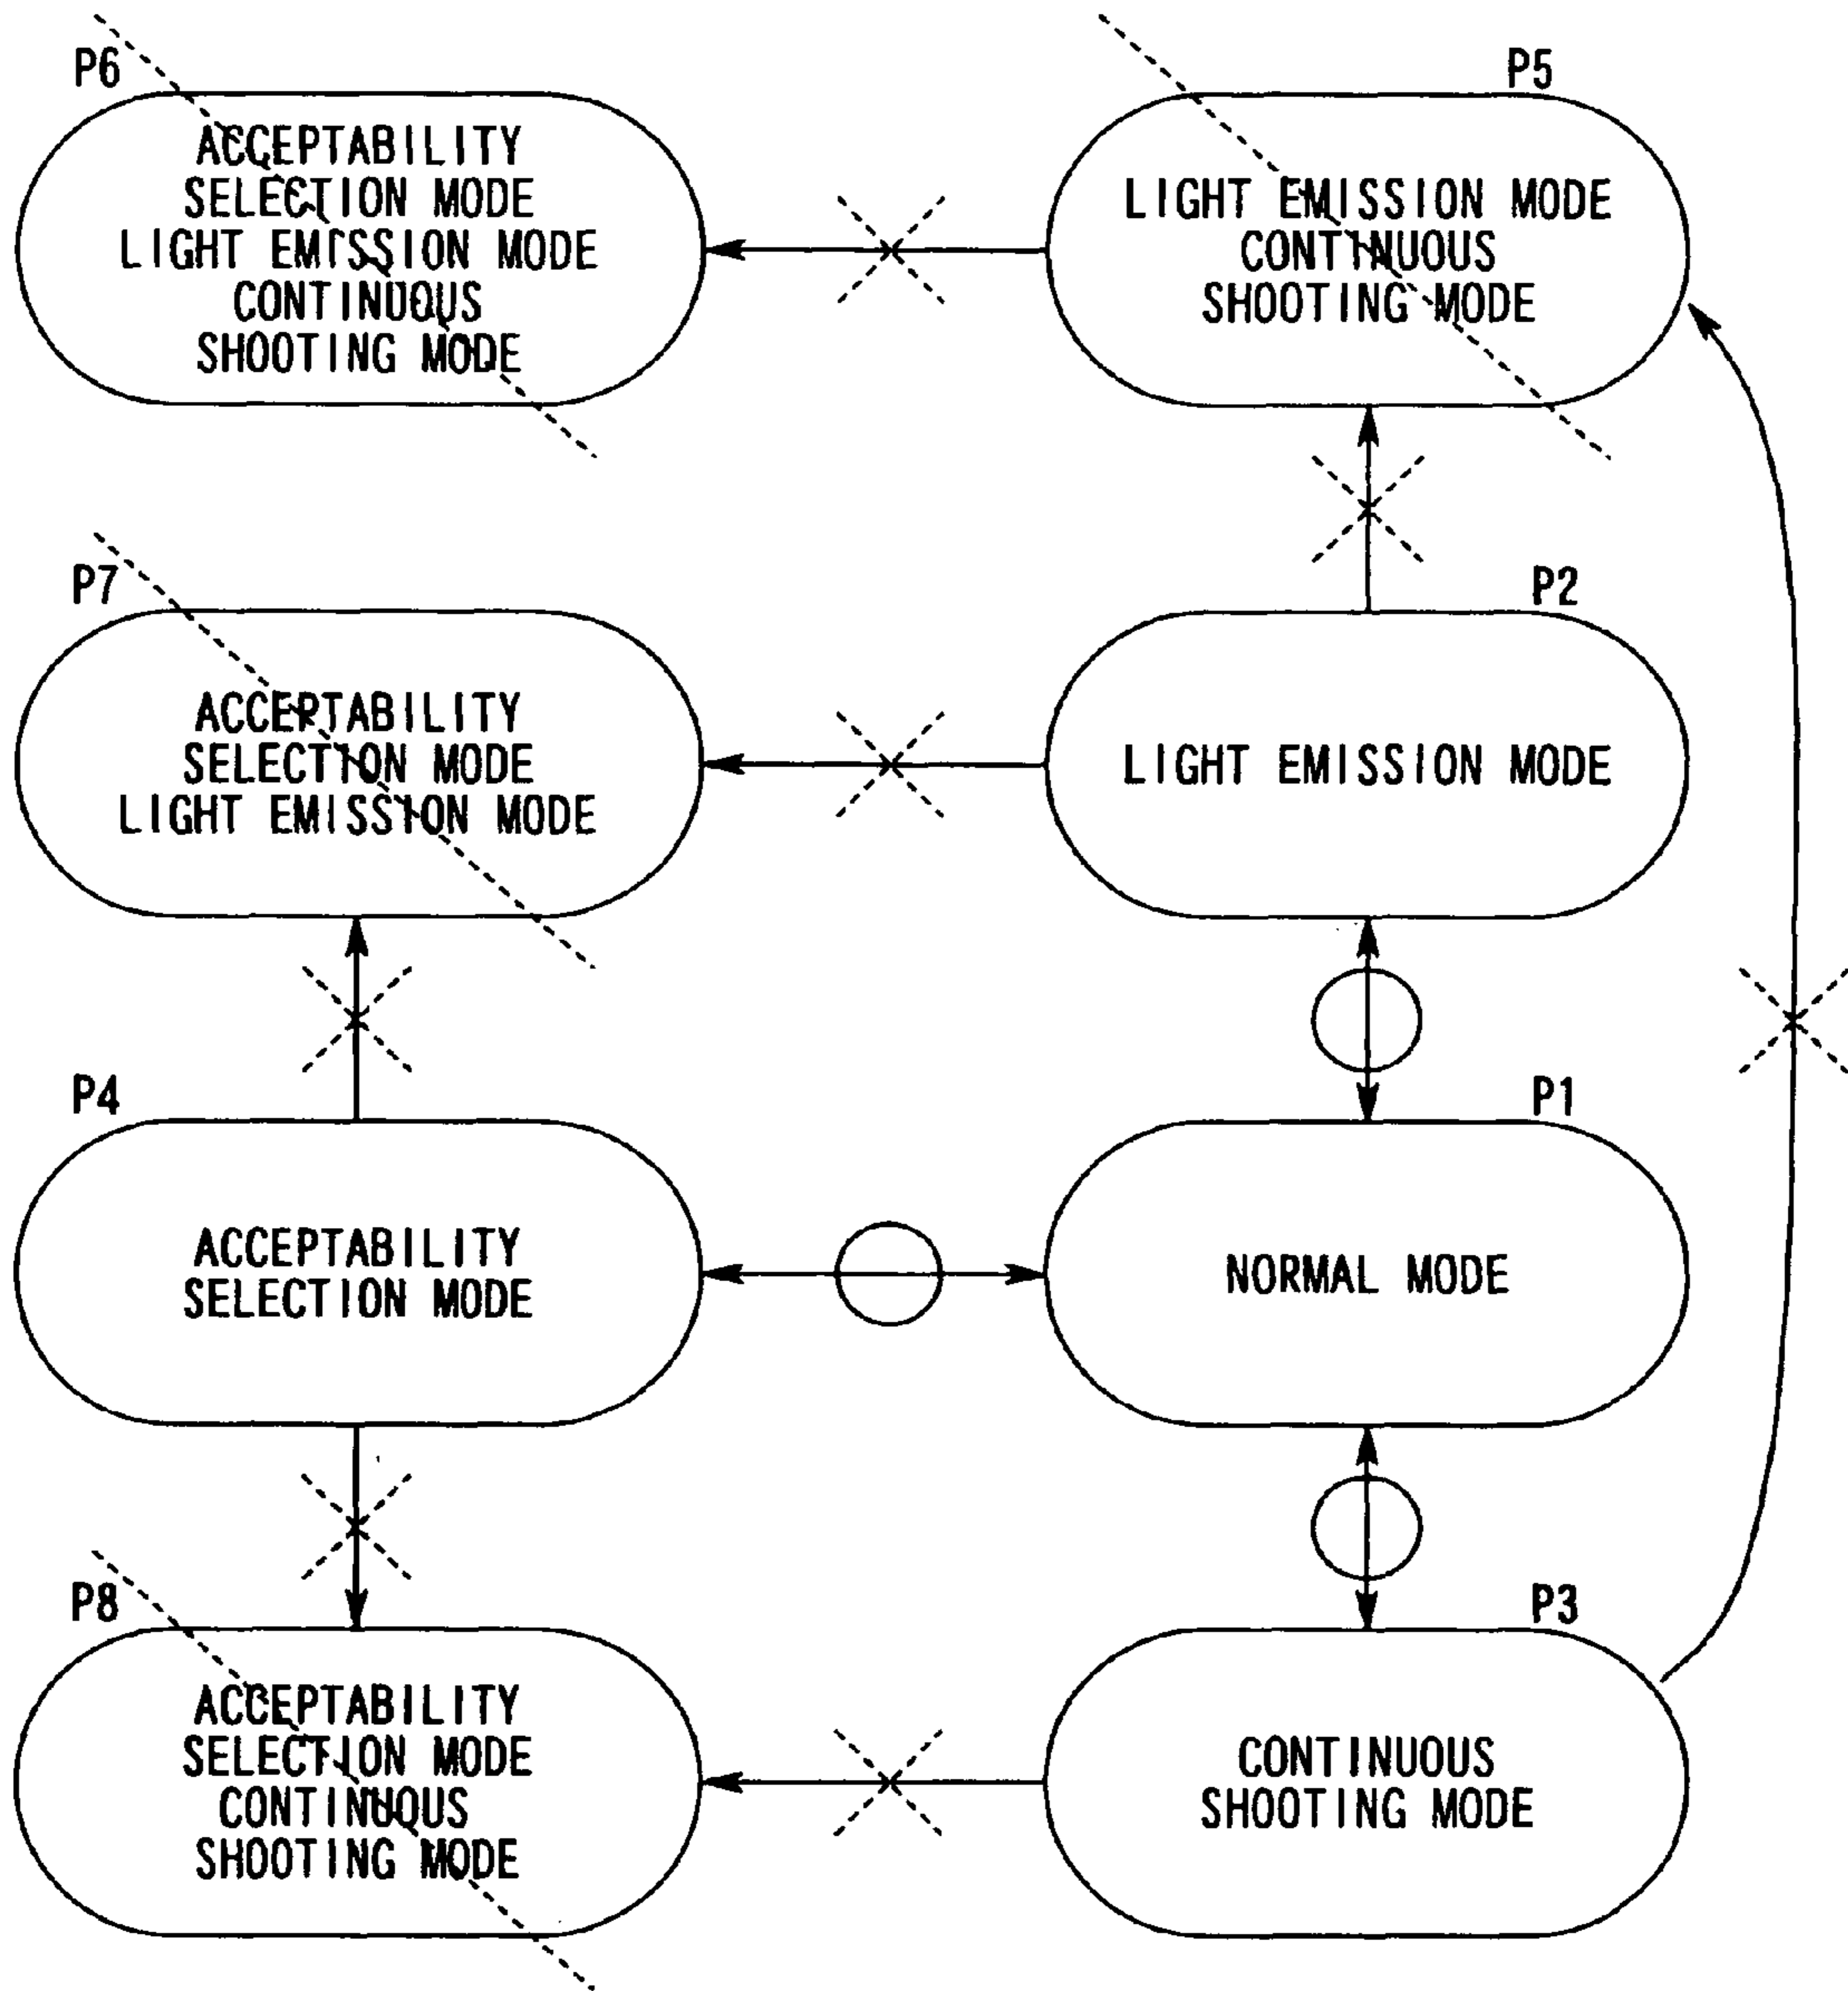 P6
ACCEPTABILITY
SELECTION MODE
LIGHT EMISSION MODE
CONTINUOUS
SHOOTING MODE
P5
LIGHT EMISSION MODE
CONTINUOUS
SHOOTING MODE
P7
ACCEPTABILITY
SELECTION MODE
LIGHT EMISSION MODE
P2
LIGHT EMISSION MODE
P4
ACCEPTABILITY
SELECTION MODE
P1
NORMAL MODE
P8
ACCEPTABILITY
SELECTION MODE
CONTINUOUS
SHOOTING MODE
P3
CONTINUOUS
SHOOTING MODE